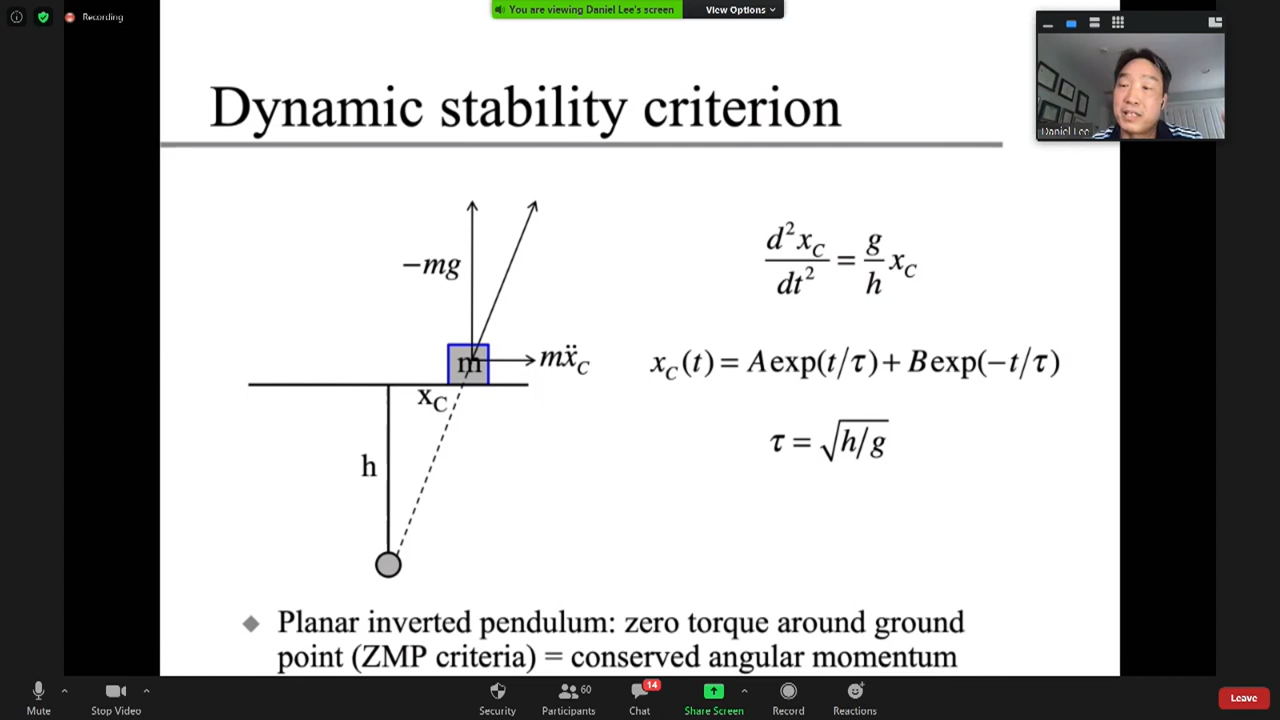 Recording
You are viewing Daniel Lee's screen
View Options
Daniel Lee
Dynamic stability criterion
−mg
m
mẍ_C
x_C
h
d²x_C/dt² = g/h x_C
x_C(t) = A exp(t/τ) + B exp(−t/τ)
τ = √h/g
Planar inverted pendulum: zero torque around ground
point (ZMP criteria) = conserved angular momentum
Mute
Stop Video
Security
Participants 60
Chat 14
Share Screen
Record
Reactions
Leave